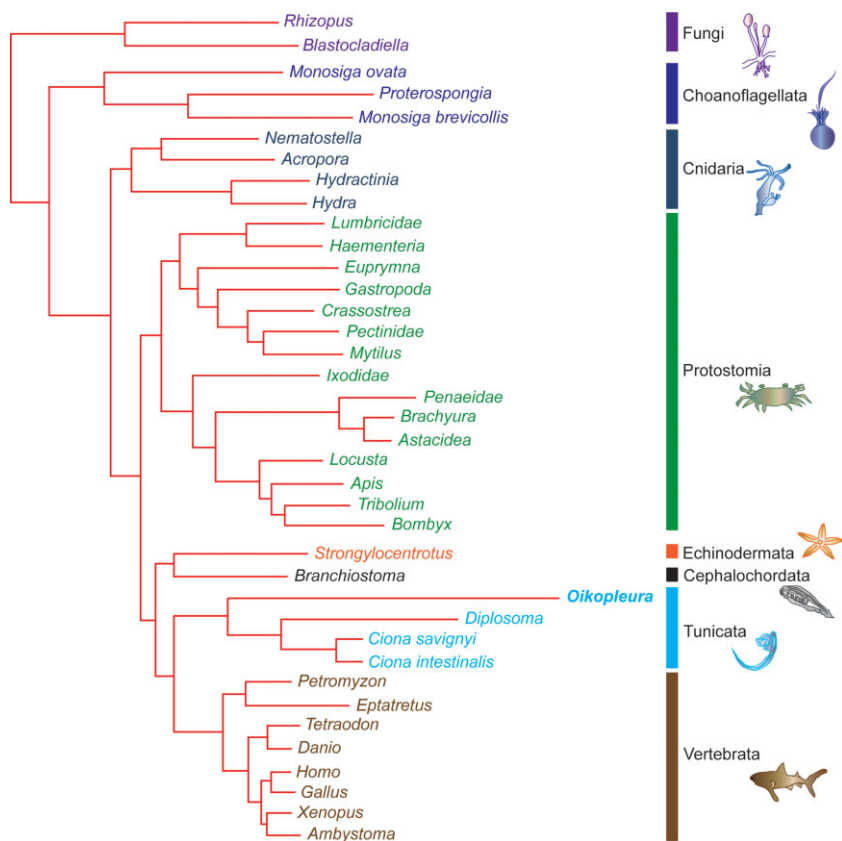 Rhizopus
Blastocladiella
Fungi
Monosiga ovata
Proterospongia
Monosiga brevicollis
Choanoflagellata
Nematostella
Acropora
Hydractinia
Hydra
Cnidaria
Lumbricidae
Haementeria
Euprymna
Gastropoda
Crassostrea
Pectinidae
Mytilus
Ixodidae
Penaeidae
Brachyura
Astacidea
Locusta
Apis
Tribolium
Bombyx
Protostomia
Strongylocentrotus
Echinodermata
Branchiostoma
Cephalochordata
Oikopleura
Diplosoma
Ciona savignyi
Ciona intestinalis
Tunicata
Petromyzon
Eptatretus
Tetraodon
Danio
Homo
Gallus
Xenopus
Ambystoma
Vertebrata